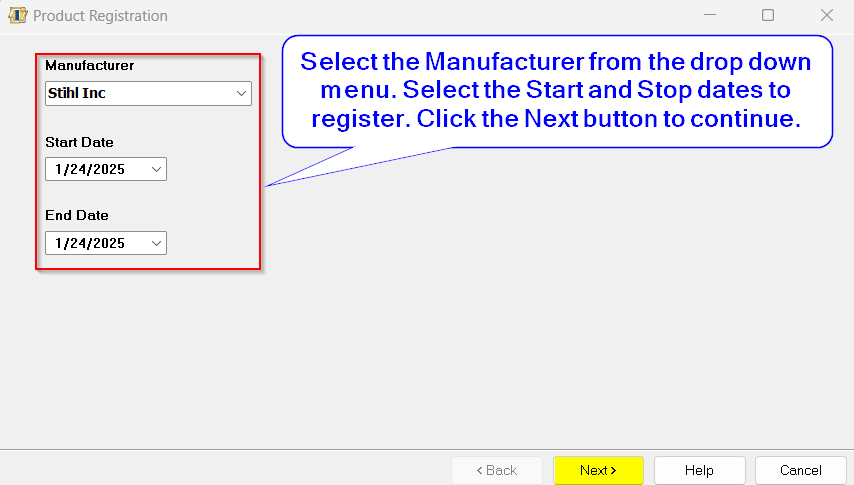 Product Registration
Manufacturer
Stihl Inc
Start Date
1/24/2025
End Date
1/24/2025
Select the Manufacturer from the drop down
menu. Select the Start and Stop dates to
register. Click the Next button to continue.
< Back
Next >
Help
Cancel